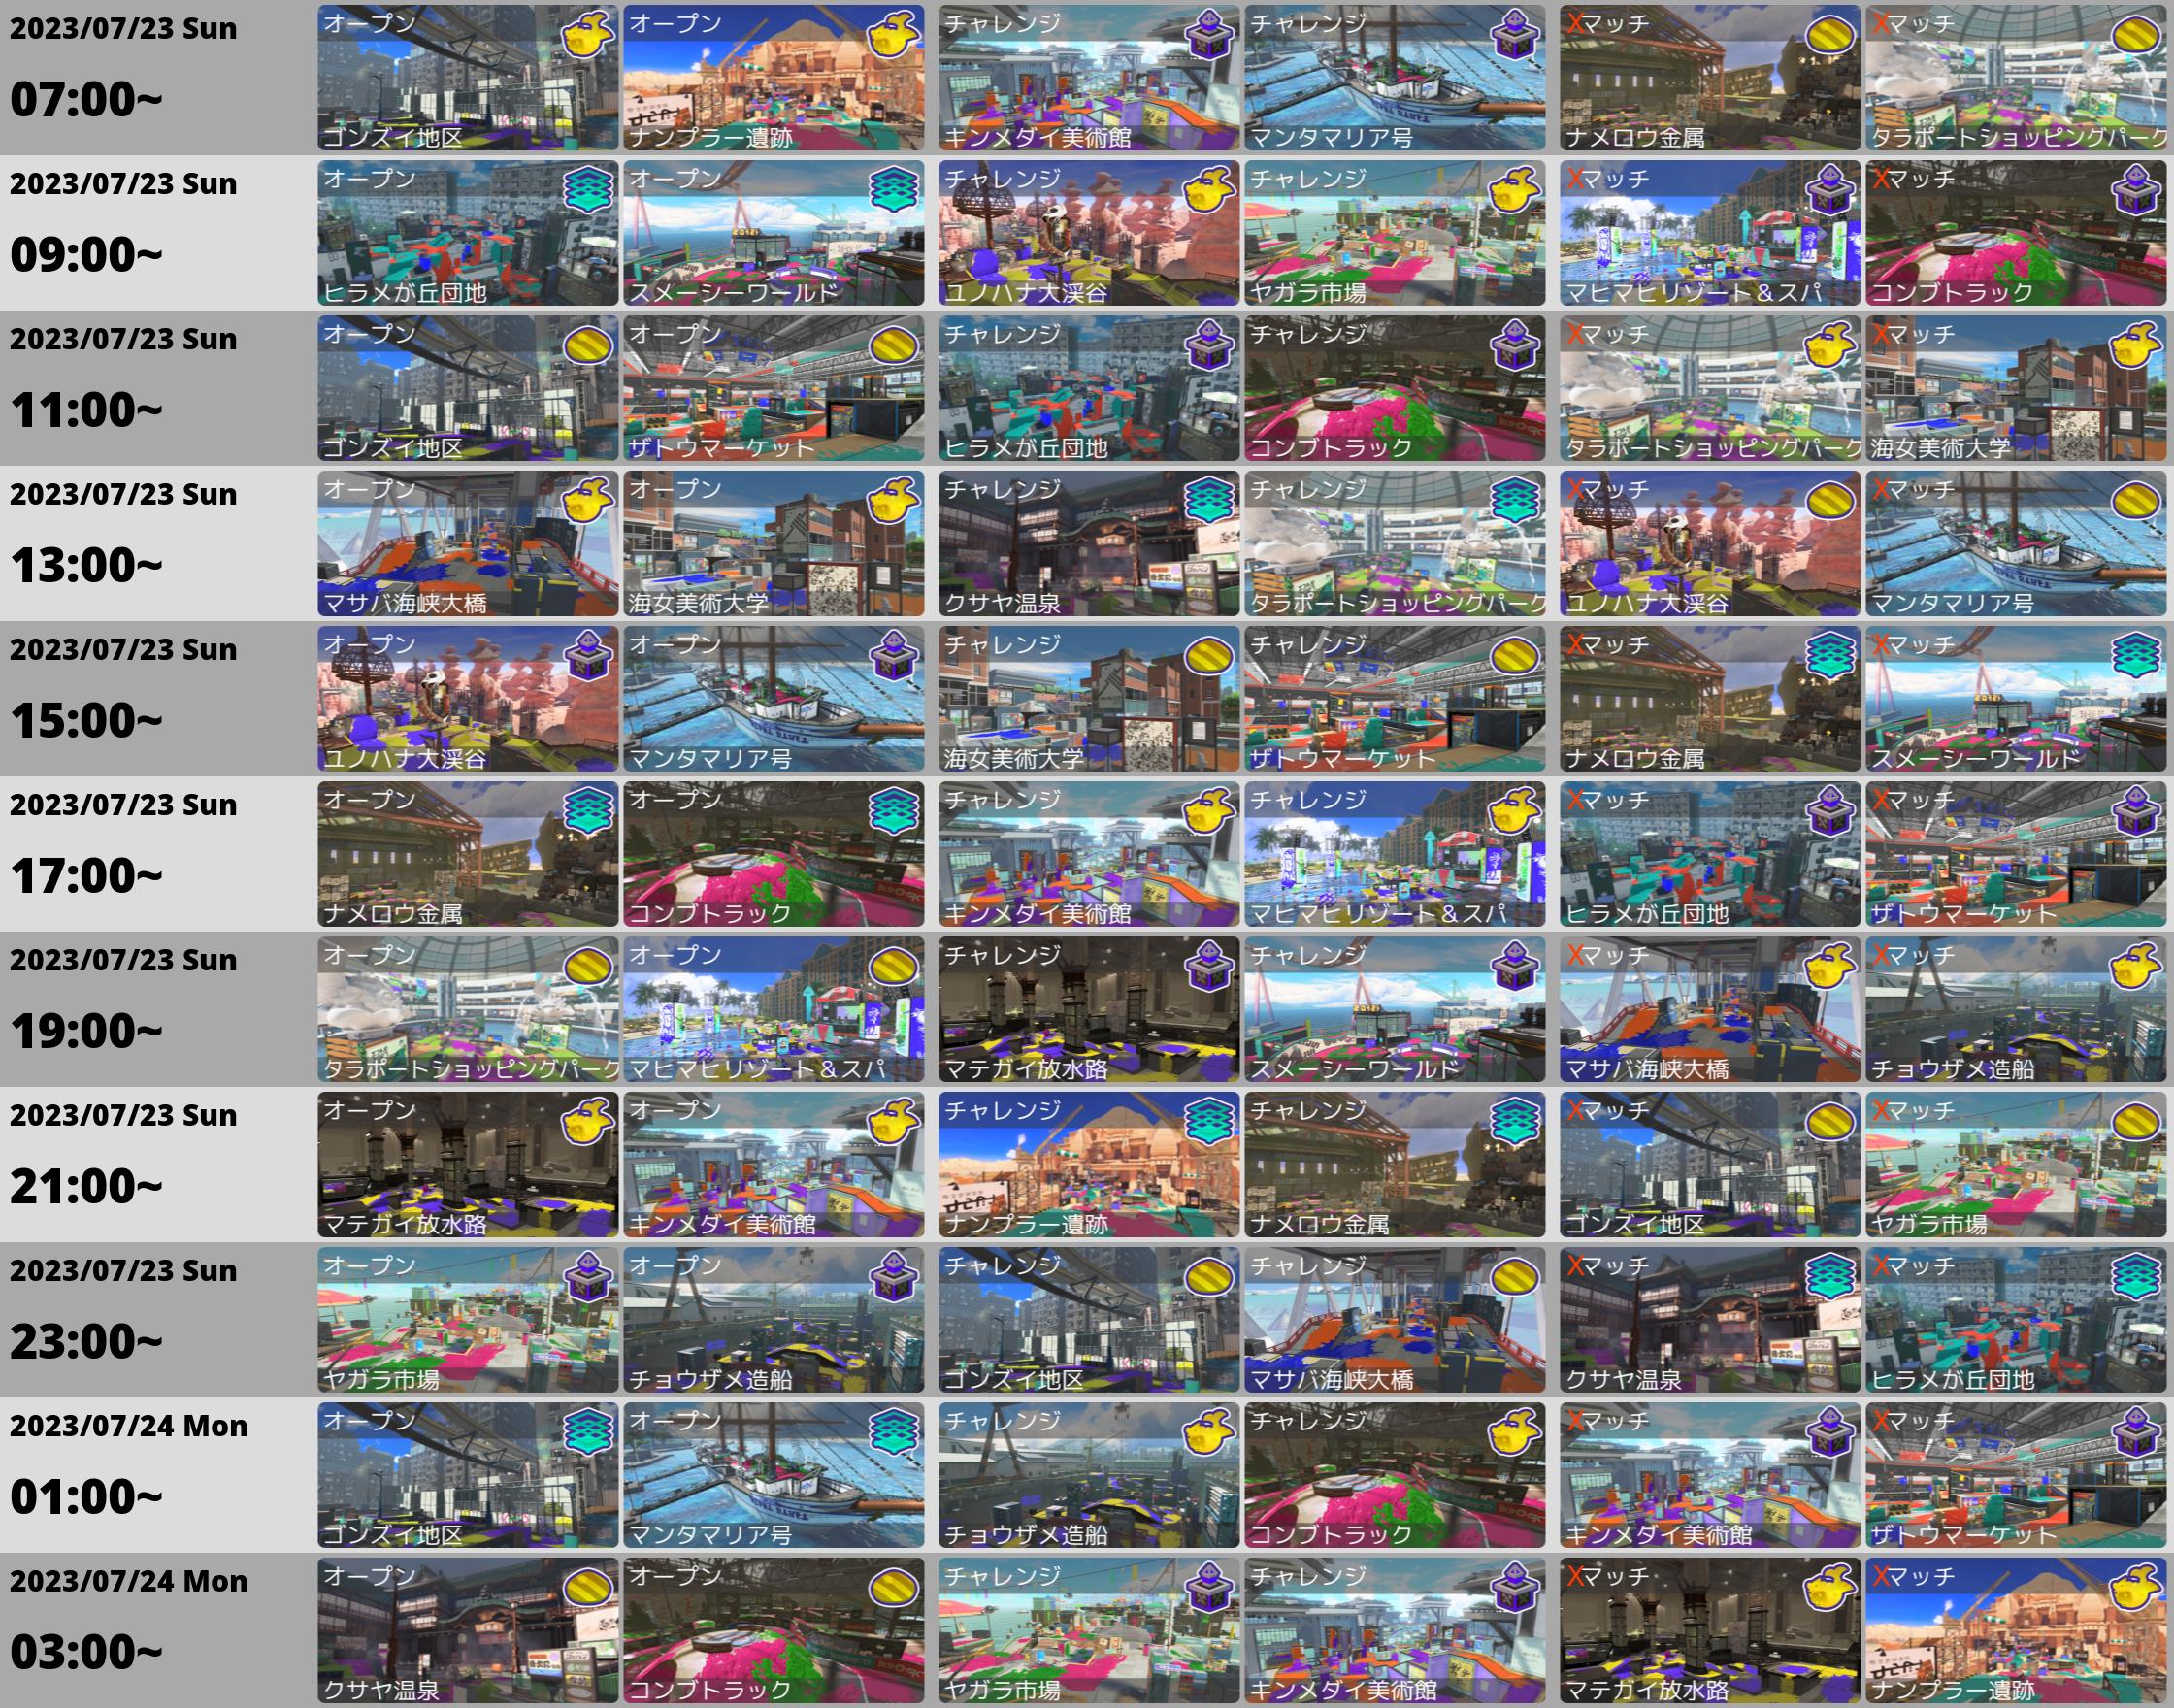 2023/07/23 Sun
07:00~
オープン
ゴンズイ地区
オープン
ナンプラー遺跡
チャレンジ
キンメダイ美術館
チャレンジ
マンタマリア号
Xマッチ
ナメロウ金属
Xマッチ
タラポートショッピングパーク
2023/07/23 Sun
09:00~
オープン
ヒラメが丘団地
オープン
スメーシーワールド
チャレンジ
ユノハナ大渓谷
チャレンジ
ヤガラ市場
Xマッチ
マヒマヒリゾート&スパ
Xマッチ
コンブトラック
2023/07/23 Sun
11:00~
オープン
ゴンズイ地区
オープン
ザトウマーケット
チャレンジ
ヒラメが丘団地
チャレンジ
コンブトラック
Xマッチ
タラポートショッピングパーク
Xマッチ
海女美術大学
2023/07/23 Sun
13:00~
オープン
マサバ海峡大橋
オープン
海女美術大学
チャレンジ
クサヤ温泉
チャレンジ
タラポートショッピングパーク
Xマッチ
ユノハナ大渓谷
Xマッチ
マンタマリア号
2023/07/23 Sun
15:00~
オープン
ユノハナ大渓谷
オープン
マンタマリア号
チャレンジ
海女美術大学
チャレンジ
ザトウマーケット
Xマッチ
ナメロウ金属
Xマッチ
スメーシーワールド
2023/07/23 Sun
17:00~
オープン
ナメロウ金属
オープン
コンブトラック
チャレンジ
キンメダイ美術館
チャレンジ
マヒマヒリゾート&スパ
Xマッチ
ヒラメが丘団地
Xマッチ
ザトウマーケット
2023/07/23 Sun
19:00~
オープン
タラポートショッピングパーク
オープン
マヒマヒリゾート&スパ
チャレンジ
マテガイ放水路
チャレンジ
スメーシーワールド
Xマッチ
マサバ海峡大橋
Xマッチ
チョウザメ造船
2023/07/23 Sun
21:00~
オープン
マテガイ放水路
オープン
キンメダイ美術館
チャレンジ
ナンプラー遺跡
チャレンジ
ナメロウ金属
Xマッチ
ゴンズイ地区
Xマッチ
ヤガラ市場
2023/07/23 Sun
23:00~
オープン
ヤガラ市場
オープン
チョウザメ造船
チャレンジ
ゴンズイ地区
チャレンジ
マサバ海峡大橋
Xマッチ
クサヤ温泉
Xマッチ
ヒラメが丘団地
2023/07/24 Mon
01:00~
オープン
ゴンズイ地区
オープン
マンタマリア号
チャレンジ
チョウザメ造船
チャレンジ
コンブトラック
Xマッチ
キンメダイ美術館
Xマッチ
ザトウマーケット
2023/07/24 Mon
03:00~
オープン
クサヤ温泉
オープン
コンブトラック
チャレンジ
ヤガラ市場
チャレンジ
キンメダイ美術館
Xマッチ
マテガイ放水路
Xマッチ
ナンプラー遺跡